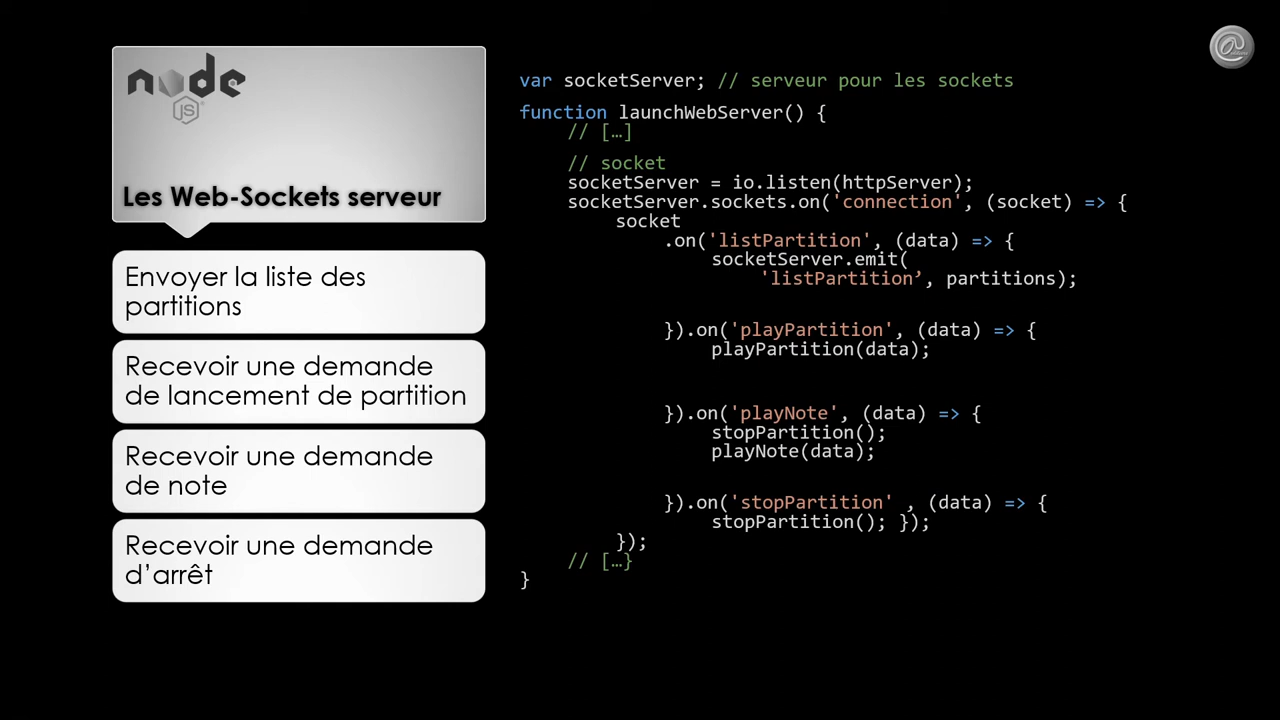 node
JS
Les Web-Sockets serveur
Envoyer la liste des
partitions
Recevoir une demande
de lancement de partition
Recevoir une demande
de note
Recevoir une demande
d’arrêt
var socketServer; // serveur pour les sockets
function launchWebServer() {
// […]
// socket
socketServer = io.listen(httpServer);
socketServer.sockets.on('connection', (socket) => {
socket
.on('listPartition', (data) => {
socketServer.emit(
'listPartition’, partitions);
}).on('playPartition', (data) => {
playPartition(data);
}).on('playNote', (data) => {
stopPartition();
playNote(data);
}).on('stopPartition' , (data) => {
stopPartition(); });
});
// […}
}